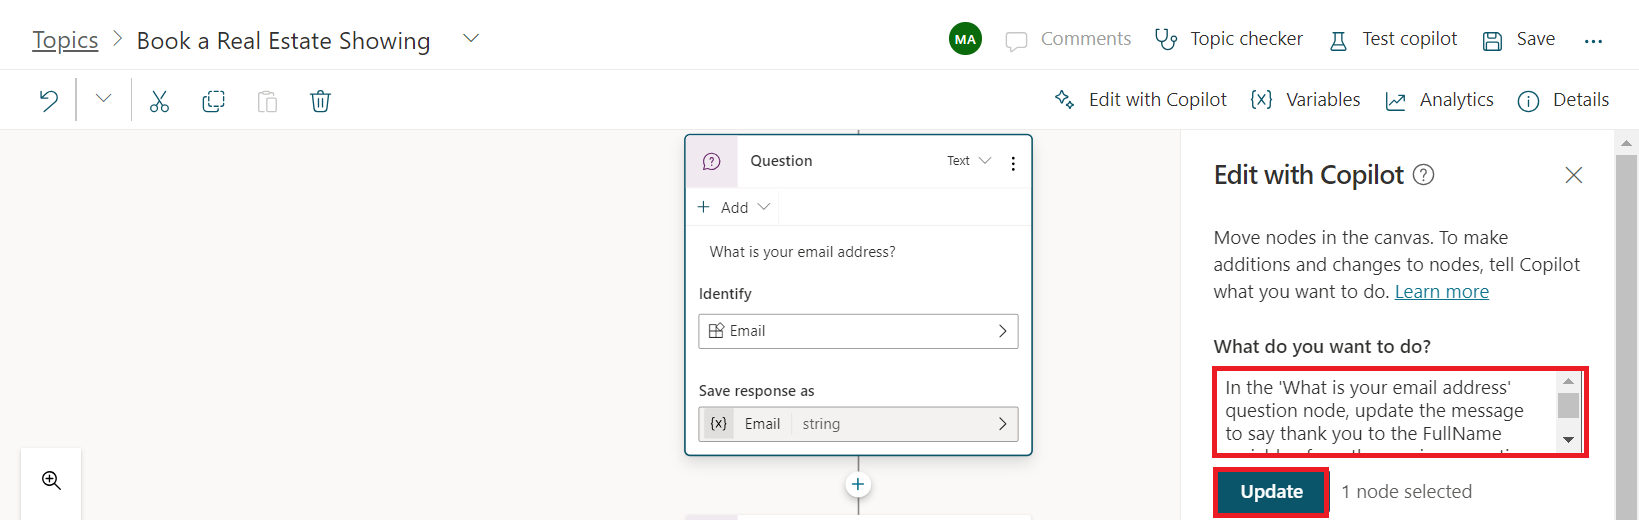 Topics > Book a Real Estate Showing
MA Comments Topic checker Test copilot Save ...
Edit with Copilot {x} Variables Analytics Details
Question Text
+ Add
What is your email address?
Identify
Email
Save response as
{x} Email string
Edit with Copilot
Move nodes in the canvas. To make
additions and changes to nodes, tell Copilot
what you want to do. Learn more
What do you want to do?
In the 'What is your email address'
question node, update the message
to say thank you to the FullName
Update 1 node selected